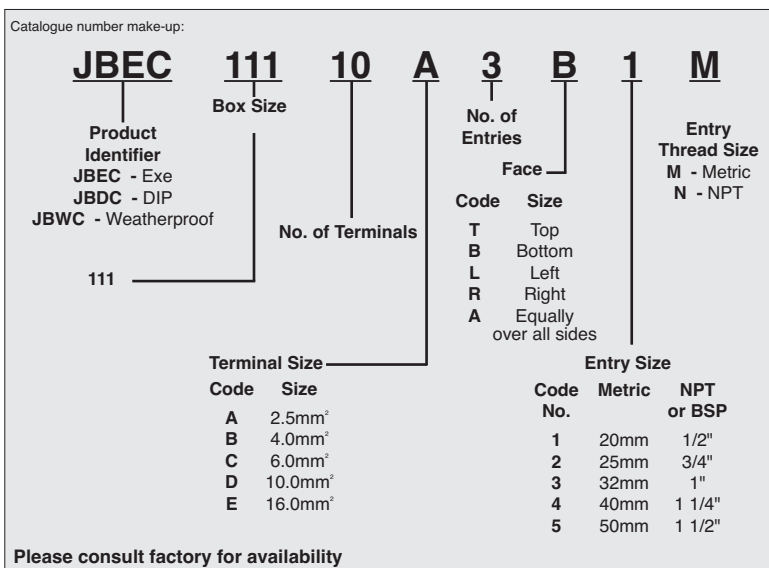 Catalogue number make-up:
JBEC 111 10 A 3 B 1 M
Box Size
No. of
Entries
Product
Identifier
JBEC - Exe
JBDC - DIP
JBWC - Weatherproof
Entry
Thread Size
M - Metric
N - NPT
Face
No. of Terminals
Code Size
T Top
B Bottom
L Left
R Right
A Equally
over all sides
111
Terminal Size
Code Size
A 2.5mm²
B 4.0mm²
C 6.0mm²
D 10.0mm²
E 16.0mm²
Entry Size
Code Metric NPT
No. or BSP
1 20mm 1/2"
2 25mm 3/4"
3 32mm 1"
4 40mm 1 1/4"
5 50mm 1 1/2"
Please consult factory for availability